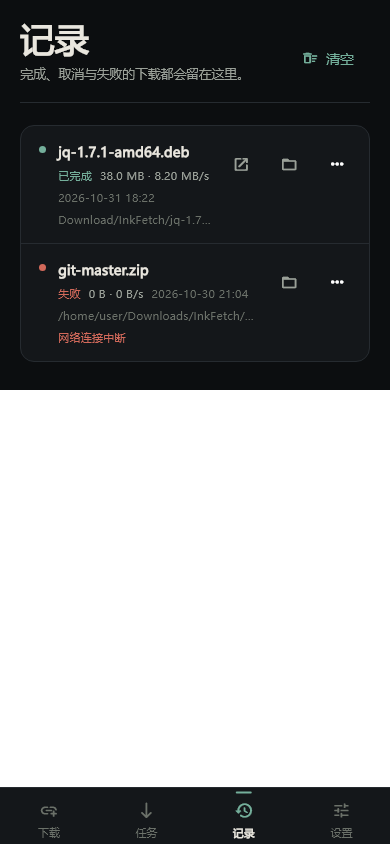 记录
完成、取消与失败的下载都会留在这里。
清空
jq-1.7.1-amd64.deb
已完成 38.0 MB · 8.20 MB/s
2026-10-31 18:22
Download/InkFetch/jq-1.7...
git-master.zip
失败 0 B · 0 B/s 2026-10-30 21:04
/home/user/Downloads/InkFetch/...
网络连接中断
下载
任务
记录
设置